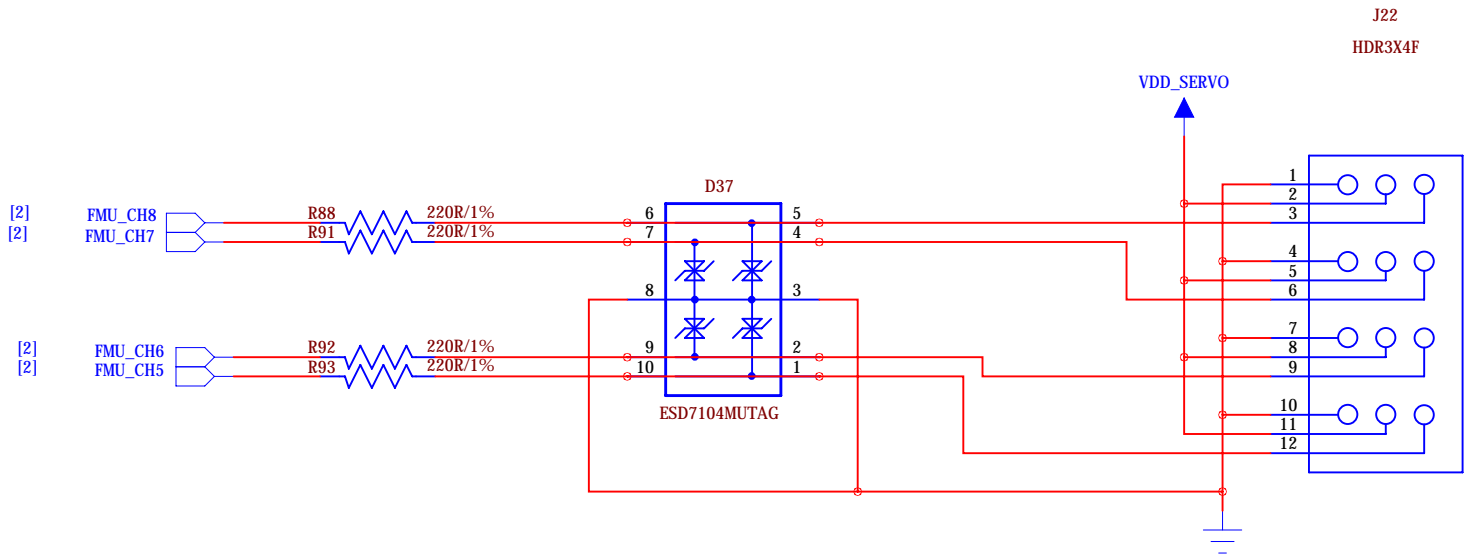 J22
HDR3X4F
VDD_SERVO
D37
[2] FMU_CH8 R88 220R/1% 6 5
[2] FMU_CH7 R91 220R/1% 7 4
8 3
[2] FMU_CH6 R92 220R/1% 9 2
[2] FMU_CH5 R93 220R/1% 10 1
ESD7104MUTAG
1
2
3
4
5
6
7
8
9
10
11
12